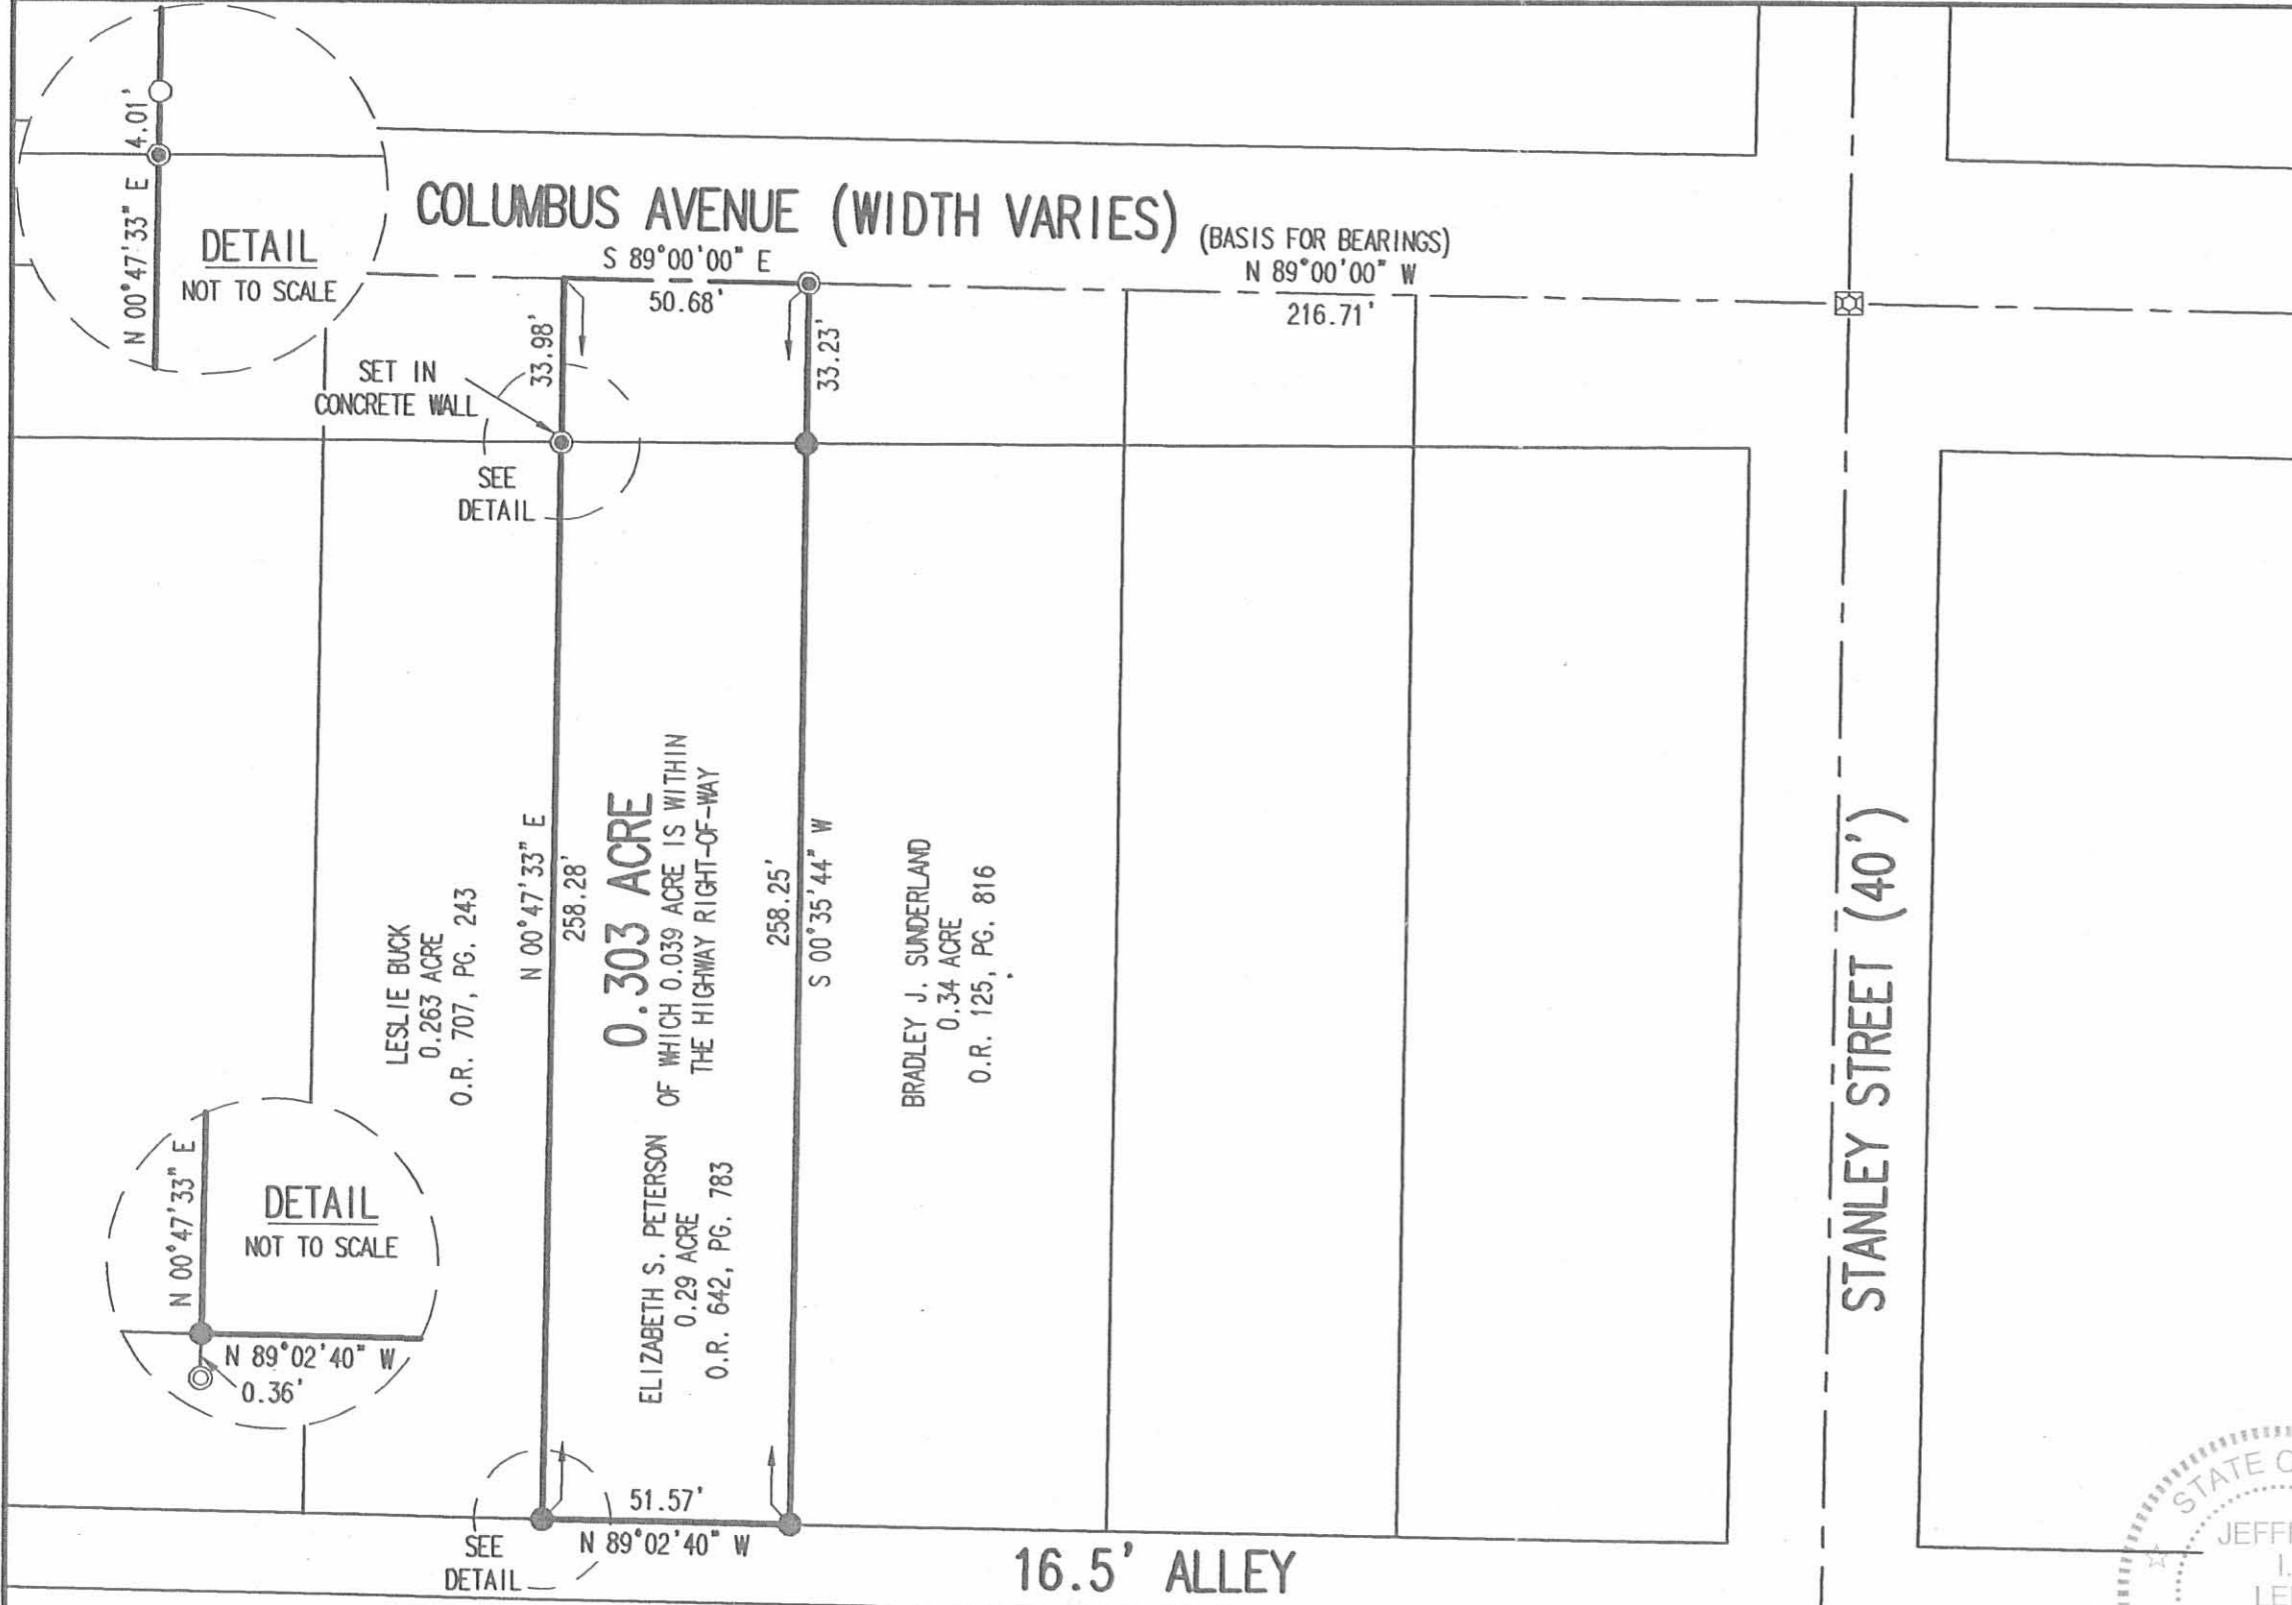 4.01'
N 00°47'33" E
DETAIL
NOT TO SCALE
COLUMBUS AVENUE (WIDTH VARIES)
(BASIS FOR BEARINGS)
S 89°00'00" E
50.68'
N 89°00'00" W
216.71'
33.98'
33.23'
SET IN
CONCRETE WALL
SEE
DETAIL
LESLIE BUCK
0.263 ACRE
O.R. 707, PG. 243
N 00°47'33" E
258.28'
0.303 ACRE
OF WHICH 0.039 ACRE IS WITHIN
THE HIGHWAY RIGHT-OF-WAY
ELIZABETH S. PETERSON
0.29 ACRE
O.R. 642, PG. 783
258.25'
S 00°35'44" W
BRADLEY J. SUNDERLAND
0.34 ACRE
O.R. 125, PG. 816
STANLEY STREET (40')
N 00°47'33" E
DETAIL
NOT TO SCALE
N 89°02'40" W
0.36'
51.57'
N 89°02'40" W
SEE
DETAIL
16.5' ALLEY
STATE